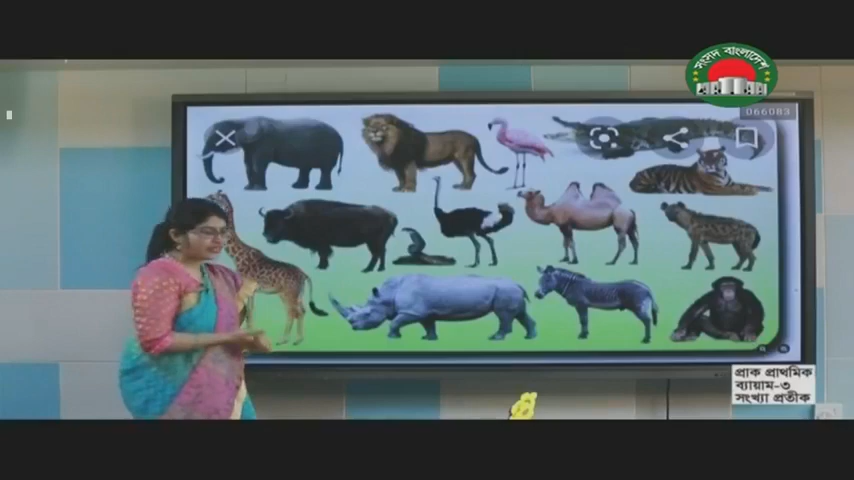 সংসদ বাংলাদেশ
066083
প্রাক প্রাথমিক
ব্যায়াম-৩
সংখ্যা প্রতীক